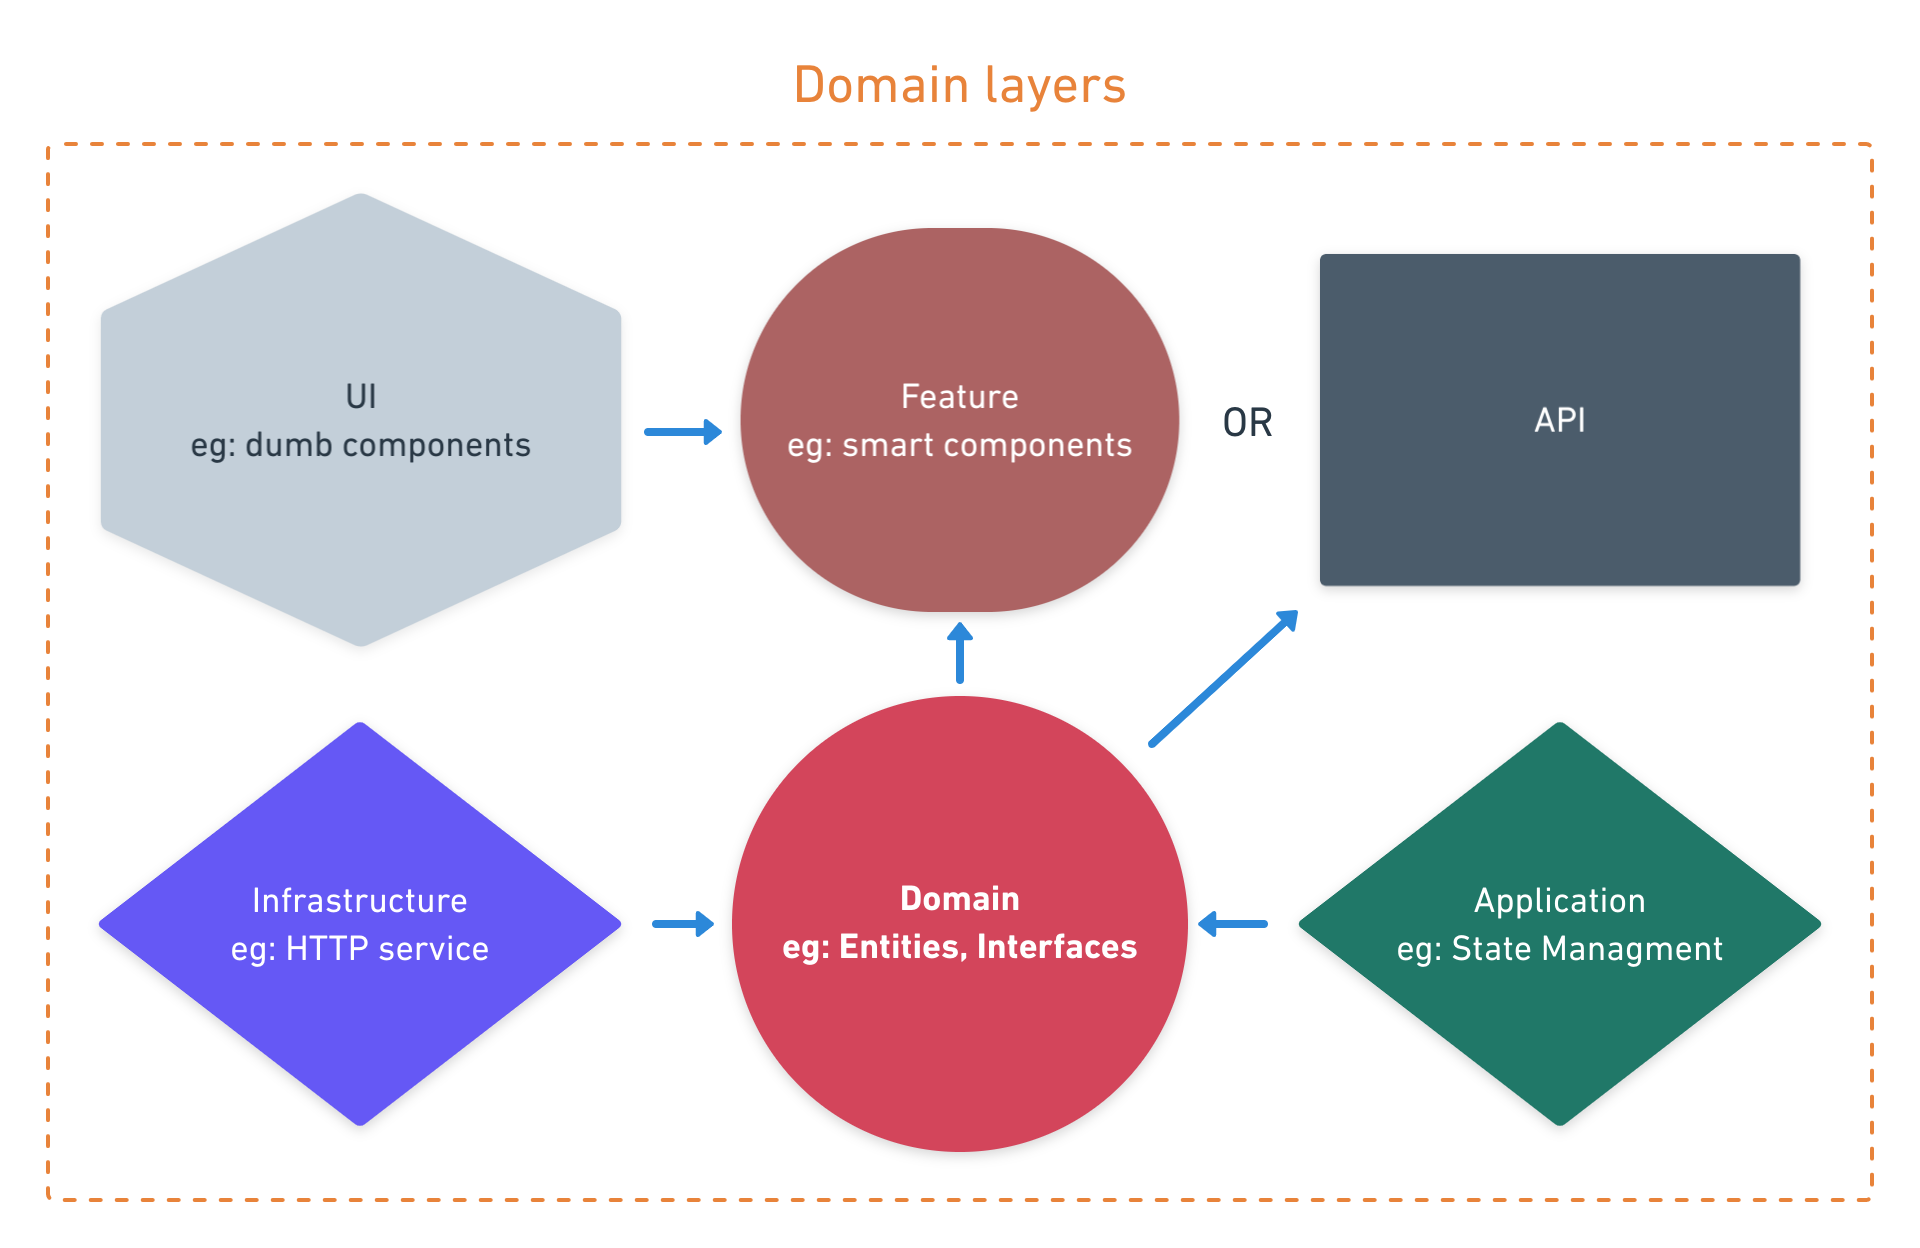 Domain layers
UI
eg: dumb components
Feature
eg: smart components
OR
API
Infrastructure
eg: HTTP service
Domain
eg: Entities, Interfaces
Application
eg: State Managment